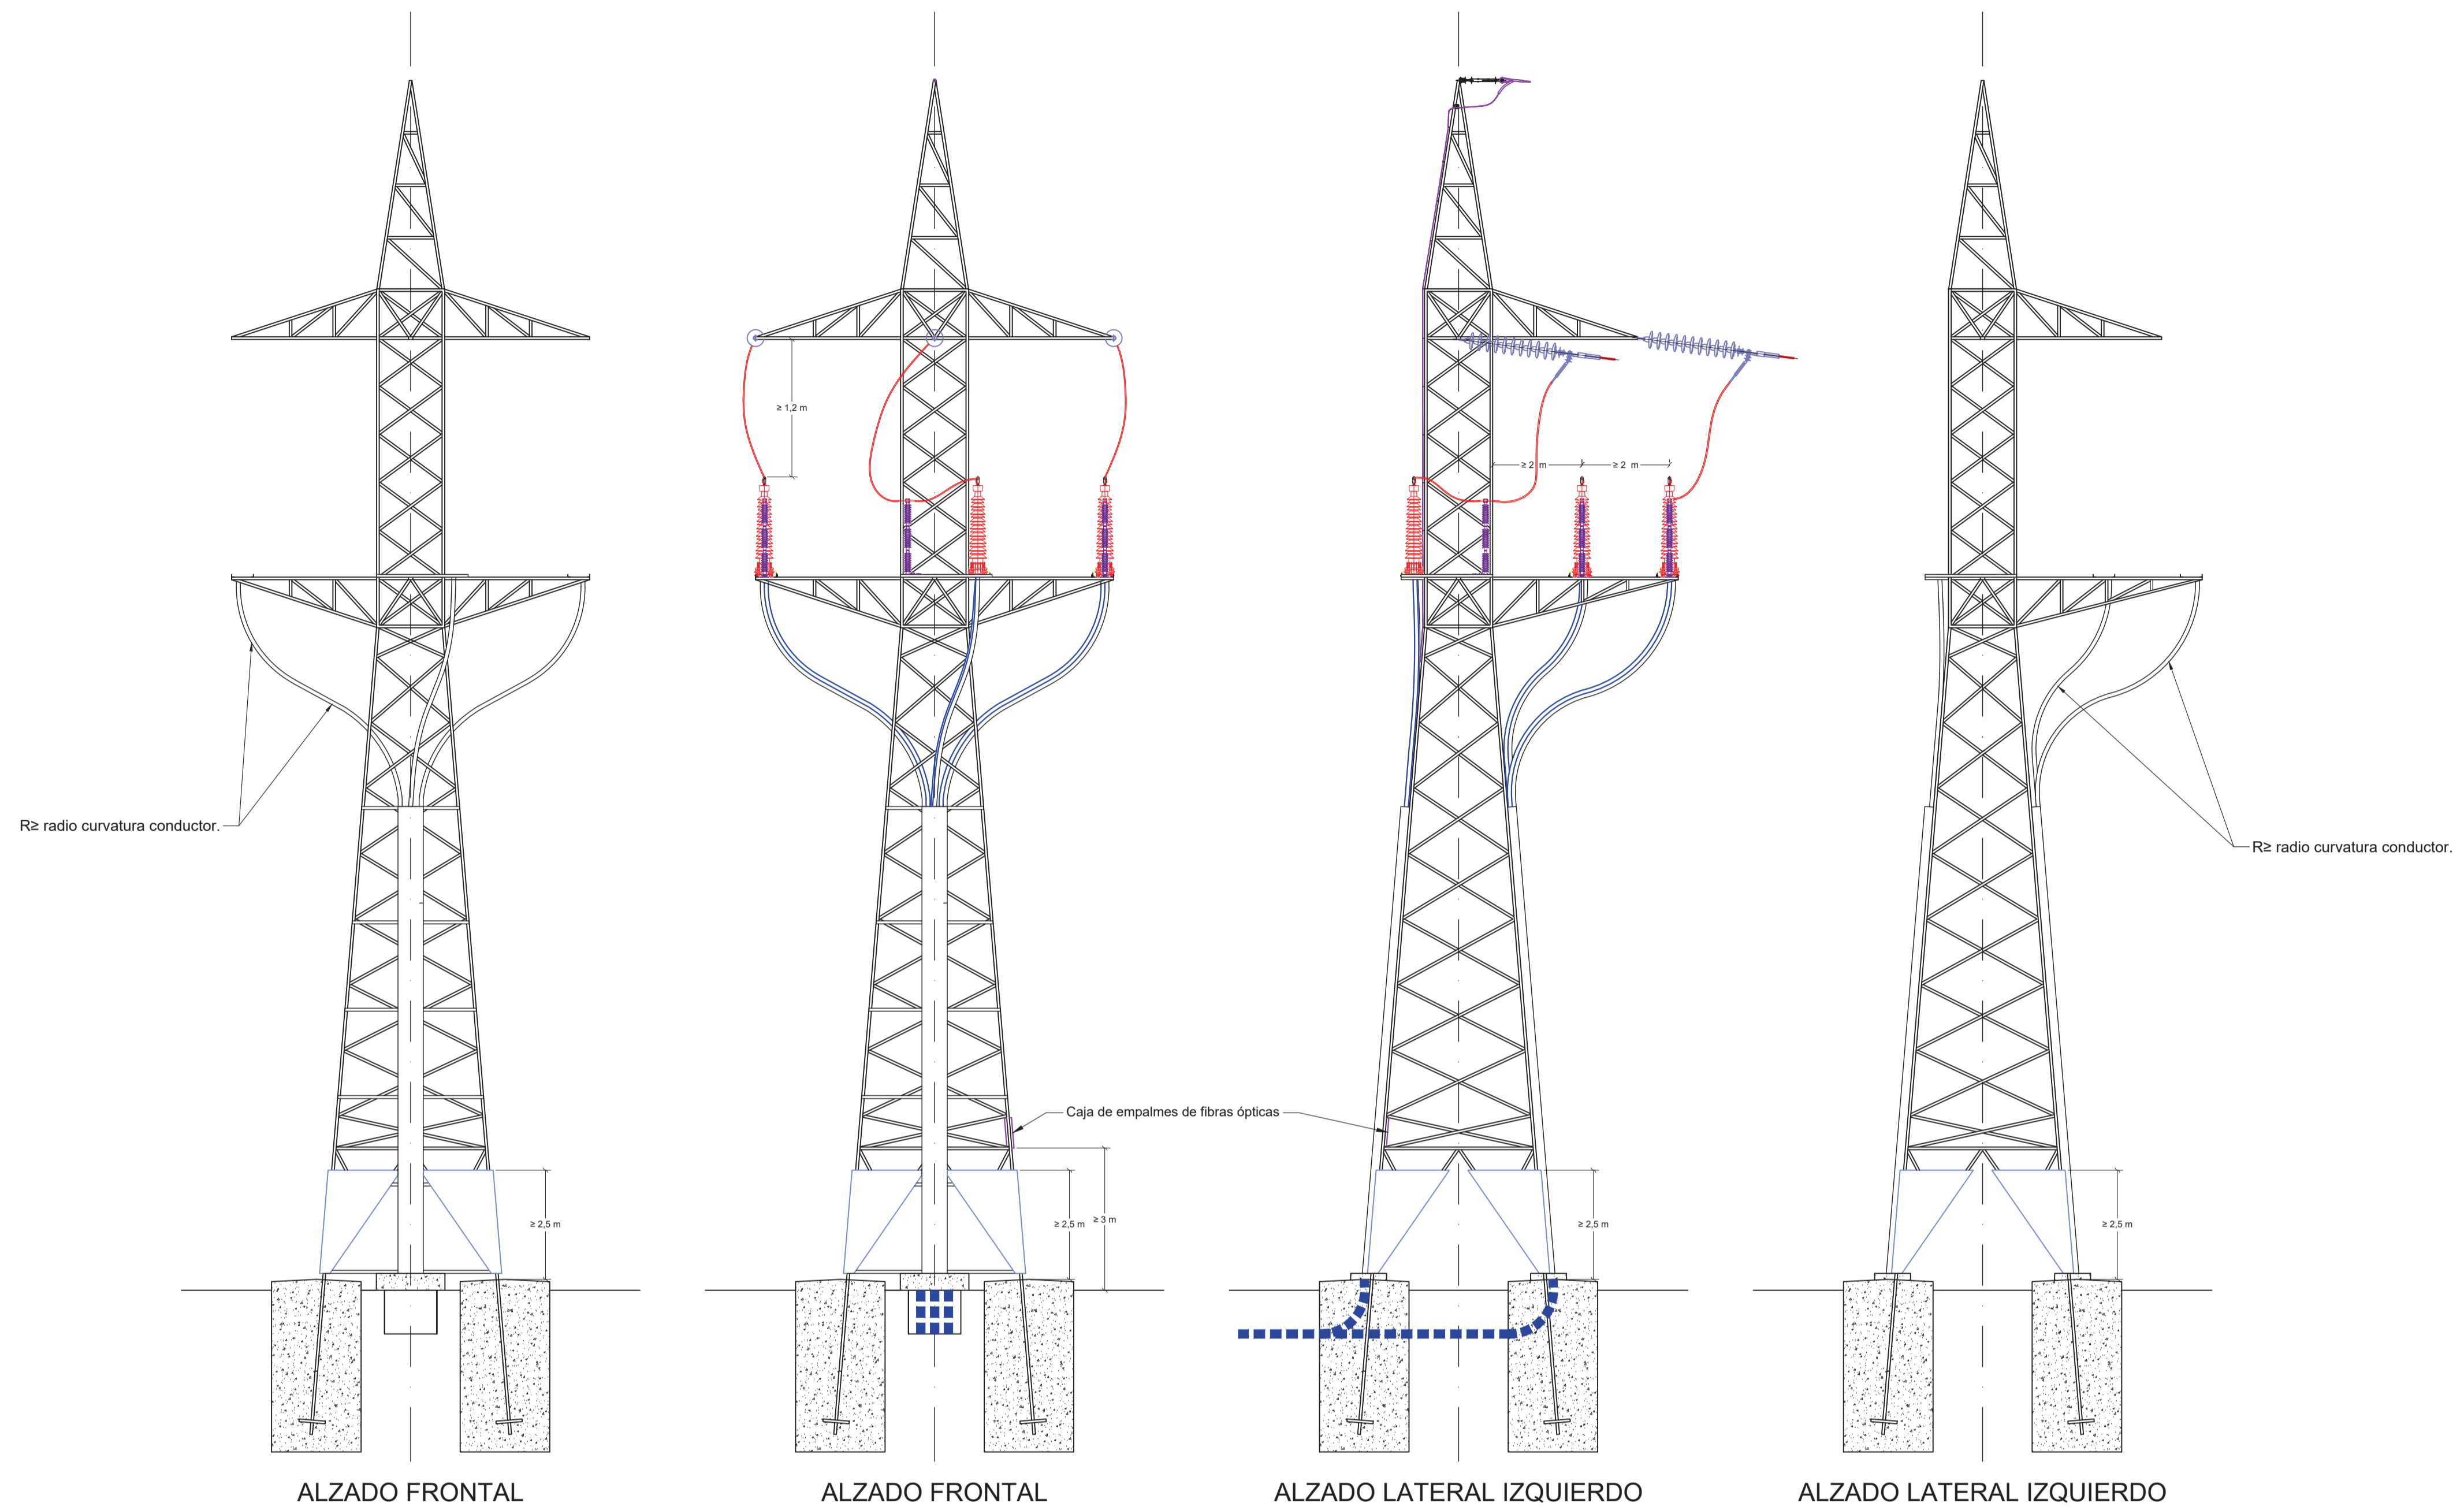 ≥ 1,2 m
≥ 2 m
≥ 2 m
R≥ radio curvatura conductor.
R≥ radio curvatura conductor.
Caja de empalmes de fibras ópticas
≥ 2,5 m
≥ 2,5 m
≥ 3 m
≥ 2,5 m
≥ 2,5 m
ALZADO FRONTAL
ALZADO FRONTAL
ALZADO LATERAL IZQUIERDO
ALZADO LATERAL IZQUIERDO